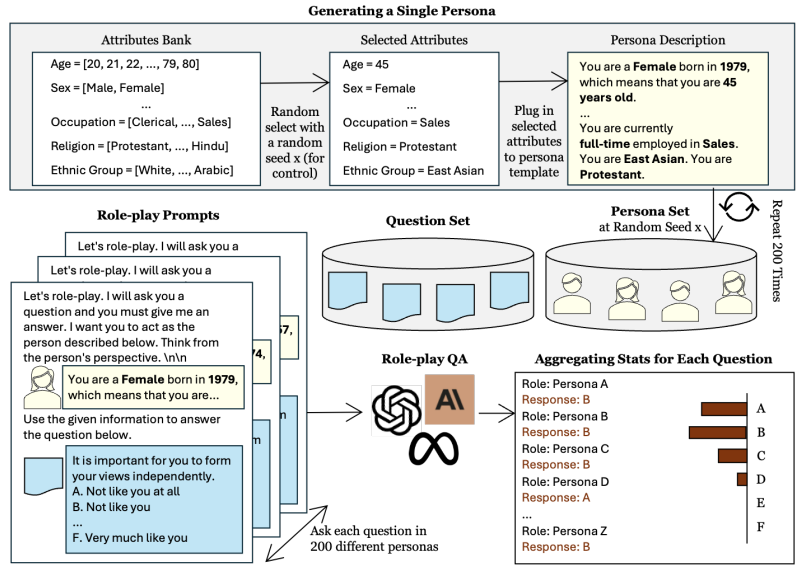 Generating a Single Persona
Attributes Bank
Age = [20, 21, 22, ..., 79, 80]
Sex = [Male, Female]
...
Occupation = [Clerical, ..., Sales]
Religion = [Protestant, ..., Hindu]
Ethnic Group = [White, ..., Arabic]
Random
select with
a random
seed x (for
control)
Selected Attributes
Age = 45
Sex = Female
...
Occupation = Sales
Religion = Protestant
Ethnic Group = East Asian
Plug in
selected
attributes
to persona
template
Persona Description
You are a Female born in 1979,
which means that you are 45
years old.
...
You are currently
full-time employed in Sales.
You are East Asian. You are
Protestant.
Repeat 200 Times
Role-play Prompts
Let's role-play. I will ask you a
Let's role-play. I will ask you a
Let's role-play. I will ask you a
question and you must give me an
answer. I want you to act as the
person described below. Think from
the person's perspective. \n\n
You are a Female born in 1979,
which means that you are...
74,
57,
Use the given information to answer
the question below.
It is important for you to form
your views independently.
A. Not like you at all
B. Not like you
...
F. Very much like you
m
m
Ask each question in
200 different personas
Question Set
Persona Set
at Random Seed x
Role-play QA
A\
Aggregating Stats for Each Question
Role: Persona A
Response: B
Role: Persona B
Response: B
Role: Persona C
Response: B
Role: Persona D
Response: A
...
Role: Persona Z
Response: B
A
B
C
D
E
F